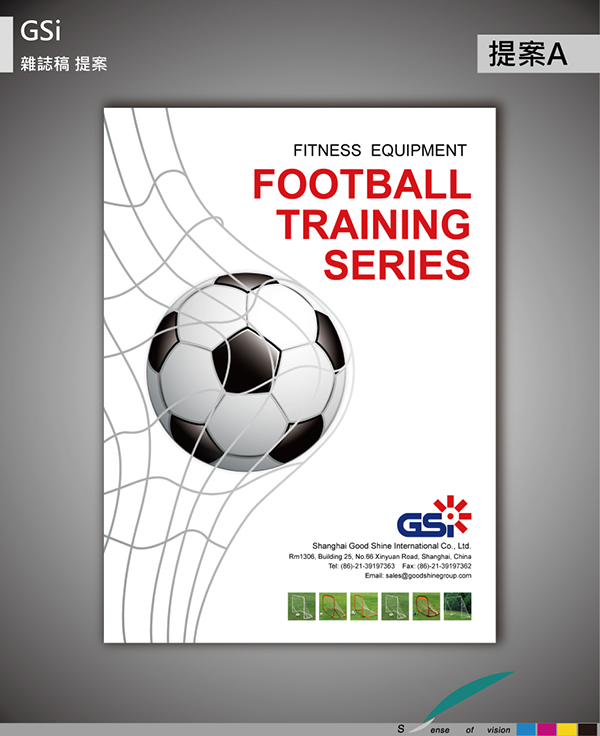 GSi
雜誌稿 提案
提案A
FITNESS EQUIPMENT
FOOTBALL
TRAINING
SERIES
GSi
Shanghai Good Shine International Co., Ltd.
Rm1306, Building 25, No.66 Xinyuan Road, Shanghai, China
Tel: (86)-21-39197363 Fax: (86)-21-39197362
Email: sales@goodshinegroup.com
Sense of vision